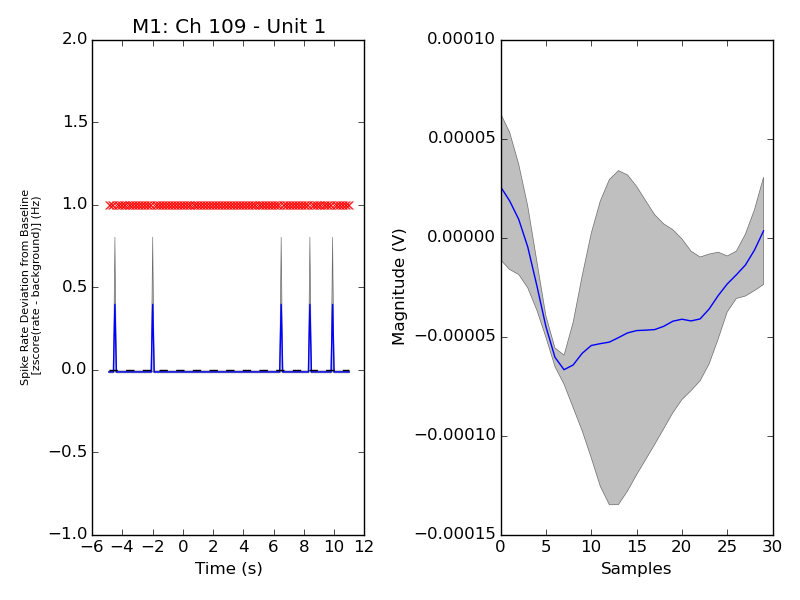 M1: Ch 109 - Unit 1
2.0
1.5
1.0
0.5
0.0
−0.5
−1.0
−6 −4 −2 0 2 4 6 8 10 12
Time (s)
Spike Rate Deviation from Baseline
[zscore(rate - background)] (Hz)
0.00010
0.00005
0.00000
−0.00005
−0.00010
−0.00015
0 5 10 15 20 25 30
Samples
Magnitude (V)